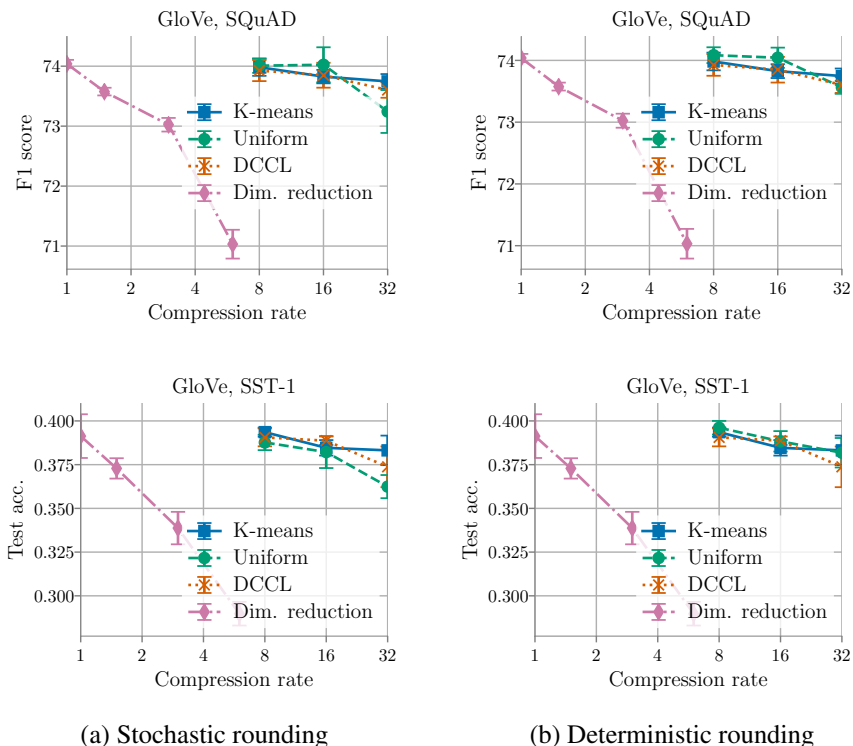 GloVe, SQuAD
74
73
72
71
F1 score
K-means
Uniform
DCCL
Dim. reduction
1 2 4 8 16 32
Compression rate
GloVe, SQuAD
74
73
72
71
F1 score
K-means
Uniform
DCCL
Dim. reduction
1 2 4 8 16 32
Compression rate
GloVe, SST-1
0.400
0.375
0.350
0.325
0.300
Test acc.
K-means
Uniform
DCCL
Dim. reduction
1 2 4 8 16 32
Compression rate
GloVe, SST-1
0.400
0.375
0.350
0.325
0.300
Test acc.
K-means
Uniform
DCCL
Dim. reduction
1 2 4 8 16 32
Compression rate
(a) Stochastic rounding
(b) Deterministic rounding